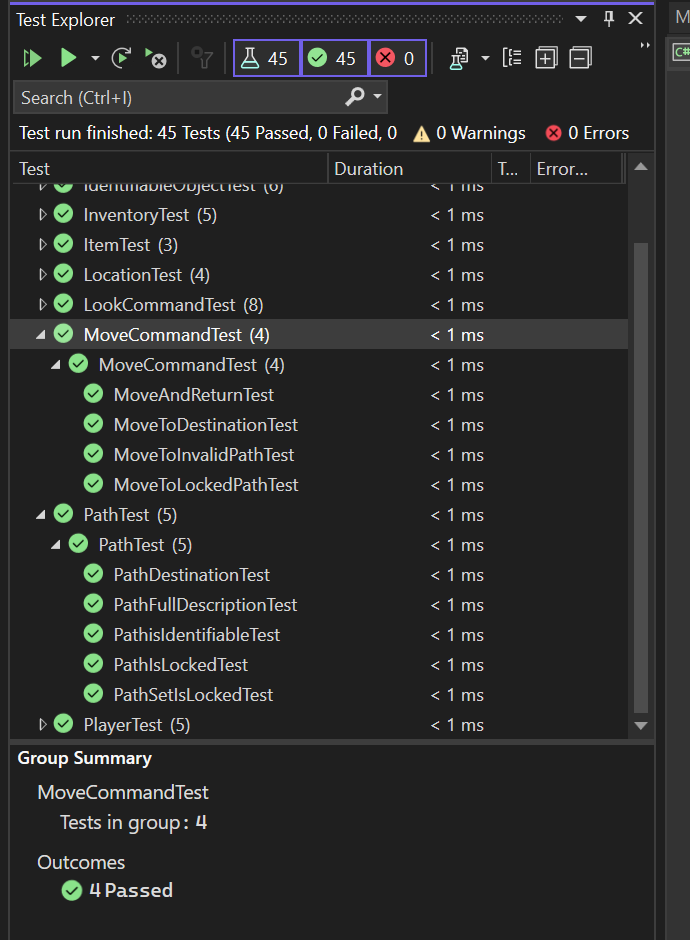 Test Explorer
45 45 0
Search (Ctrl+I)
Test run finished: 45 Tests (45 Passed, 0 Failed, 0 0 Warnings 0 Errors
Test Duration T... Error...
IdentifiableObjectTest (6) < 1 ms
InventoryTest (5) < 1 ms
ItemTest (3) < 1 ms
LocationTest (4) < 1 ms
LookCommandTest (8) < 1 ms
MoveCommandTest (4) < 1 ms
MoveCommandTest (4) < 1 ms
MoveAndReturnTest < 1 ms
MoveToDestinationTest < 1 ms
MoveToInvalidPathTest < 1 ms
MoveToLockedPathTest < 1 ms
PathTest (5) < 1 ms
PathTest (5) < 1 ms
PathDestinationTest < 1 ms
PathFullDescriptionTest < 1 ms
PathisIdentifiableTest < 1 ms
PathIsLockedTest < 1 ms
PathSetIsLockedTest < 1 ms
PlayerTest (5) < 1 ms
Group Summary
MoveCommandTest
Tests in group: 4
Outcomes
4 Passed
M
C#